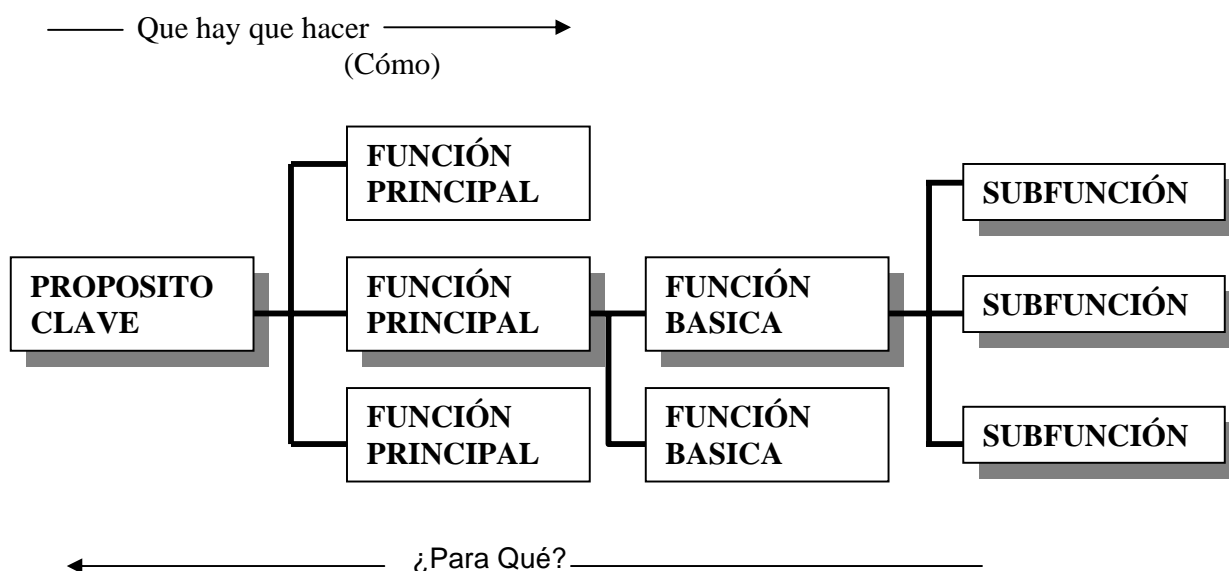 Que hay que hacer
(Cómo)
FUNCIÓN
PRINCIPAL
SUBFUNCIÓN
PROPOSITO
CLAVE
FUNCIÓN
PRINCIPAL
FUNCIÓN
BASICA
SUBFUNCIÓN
FUNCIÓN
PRINCIPAL
FUNCIÓN
BASICA
SUBFUNCIÓN
¿Para Qué?